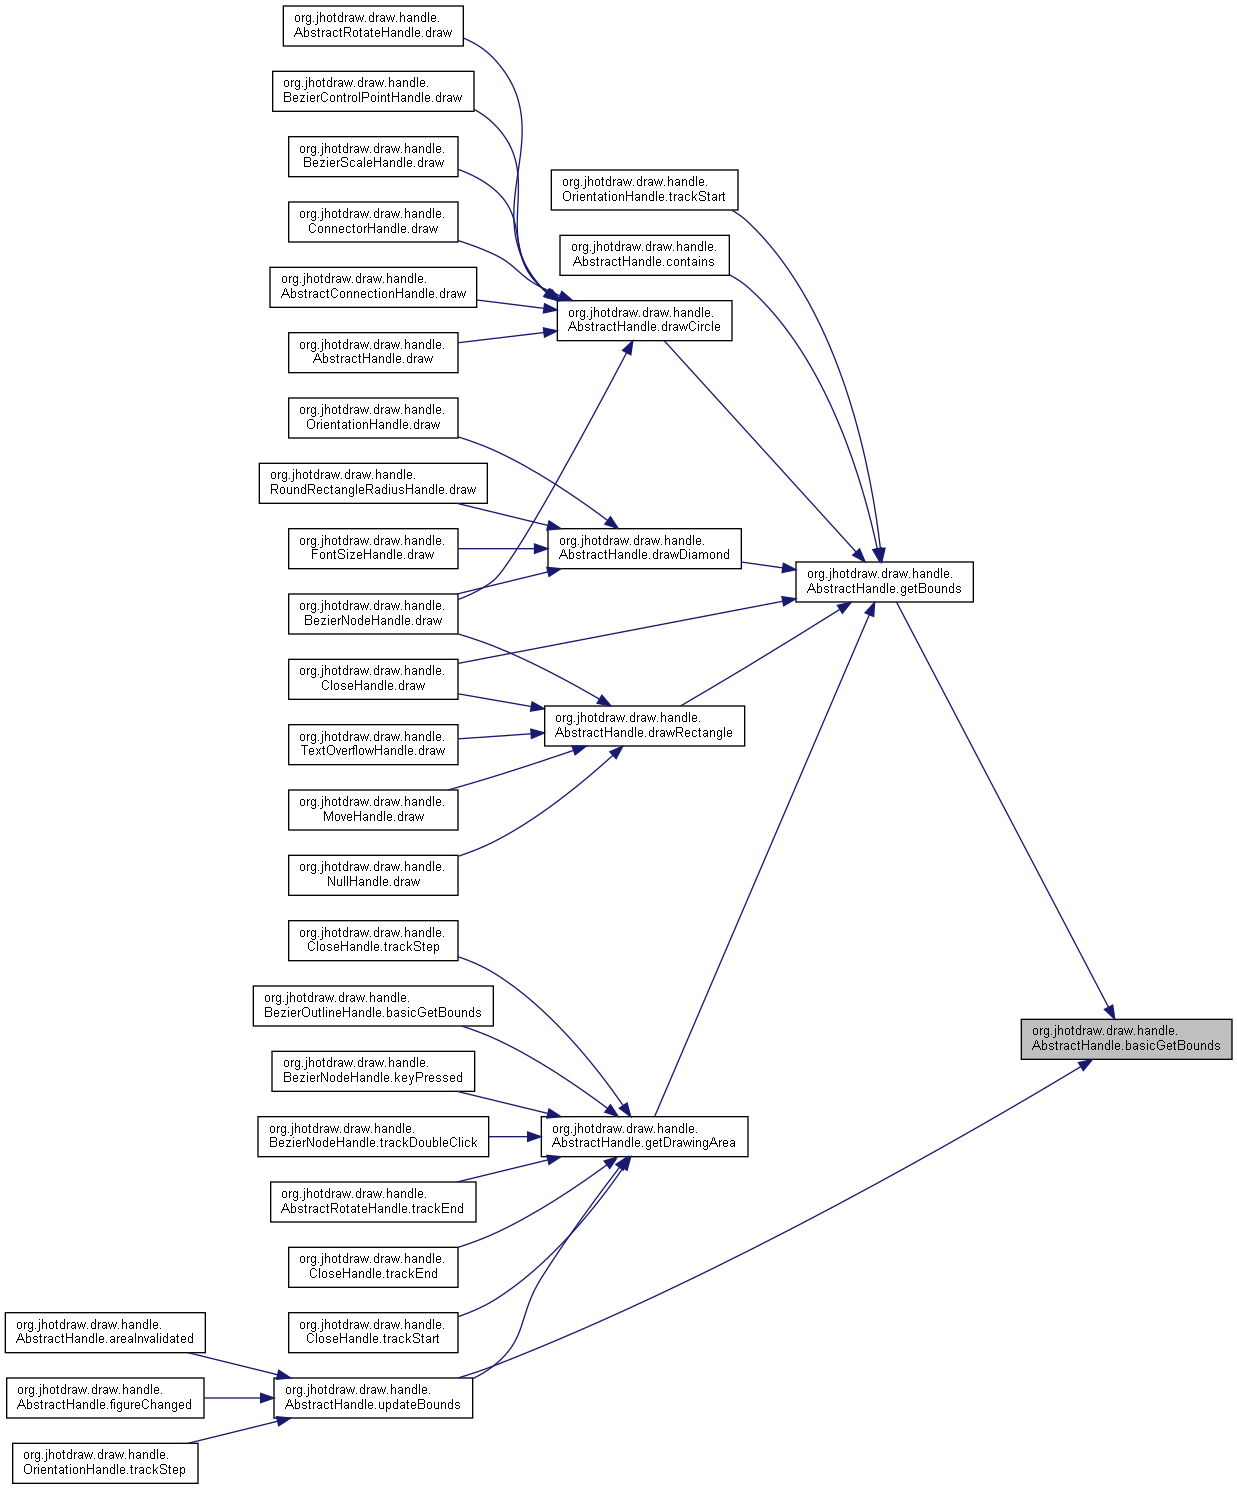 org.jhotdraw.draw.handle.
AbstractRotateHandle.draw
org.jhotdraw.draw.handle.
BezierControlPointHandle.draw
org.jhotdraw.draw.handle.
BezierScaleHandle.draw
org.jhotdraw.draw.handle.
OrientationHandle.trackStart
org.jhotdraw.draw.handle.
ConnectorHandle.draw
org.jhotdraw.draw.handle.
AbstractHandle.contains
org.jhotdraw.draw.handle.
AbstractConnectionHandle.draw
org.jhotdraw.draw.handle.
AbstractHandle.drawCircle
org.jhotdraw.draw.handle.
AbstractHandle.draw
org.jhotdraw.draw.handle.
OrientationHandle.draw
org.jhotdraw.draw.handle.
RoundRectangleRadiusHandle.draw
org.jhotdraw.draw.handle.
FontSizeHandle.draw
org.jhotdraw.draw.handle.
AbstractHandle.drawDiamond
org.jhotdraw.draw.handle.
AbstractHandle.getBounds
org.jhotdraw.draw.handle.
BezierNodeHandle.draw
org.jhotdraw.draw.handle.
CloseHandle.draw
org.jhotdraw.draw.handle.
AbstractHandle.drawRectangle
org.jhotdraw.draw.handle.
TextOverflowHandle.draw
org.jhotdraw.draw.handle.
MoveHandle.draw
org.jhotdraw.draw.handle.
NullHandle.draw
org.jhotdraw.draw.handle.
CloseHandle.trackStep
org.jhotdraw.draw.handle.
BezierOutlineHandle.basicGetBounds
org.jhotdraw.draw.handle.
AbstractHandle.basicGetBounds
org.jhotdraw.draw.handle.
BezierNodeHandle.keyPressed
org.jhotdraw.draw.handle.
BezierNodeHandle.trackDoubleClick
org.jhotdraw.draw.handle.
AbstractHandle.getDrawingArea
org.jhotdraw.draw.handle.
AbstractRotateHandle.trackEnd
org.jhotdraw.draw.handle.
CloseHandle.trackEnd
org.jhotdraw.draw.handle.
CloseHandle.trackStart
org.jhotdraw.draw.handle.
AbstractHandle.areaInvalidated
org.jhotdraw.draw.handle.
AbstractHandle.figureChanged
org.jhotdraw.draw.handle.
AbstractHandle.updateBounds
org.jhotdraw.draw.handle.
OrientationHandle.trackStep